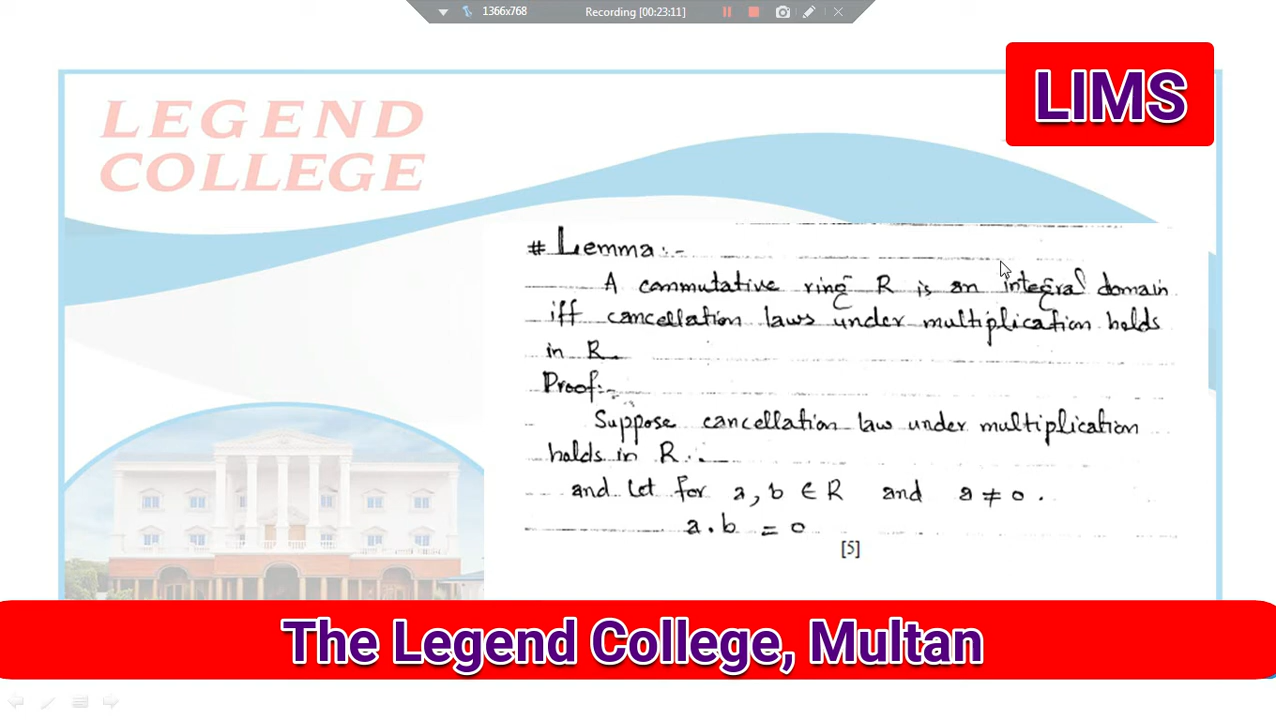 1366x768
Recording [00:23:11]
LIMS
LEGEND
COLLEGE
# Lemma:-
A commutative ring R is an integral domain
iff cancellation laws under multiplication holds
in R.
Proof:-
Suppose cancellation law under multiplication
holds in R.
and let for a, b ∈ R and a ≠ 0.
a . b = 0
[5]
The Legend College, Multan